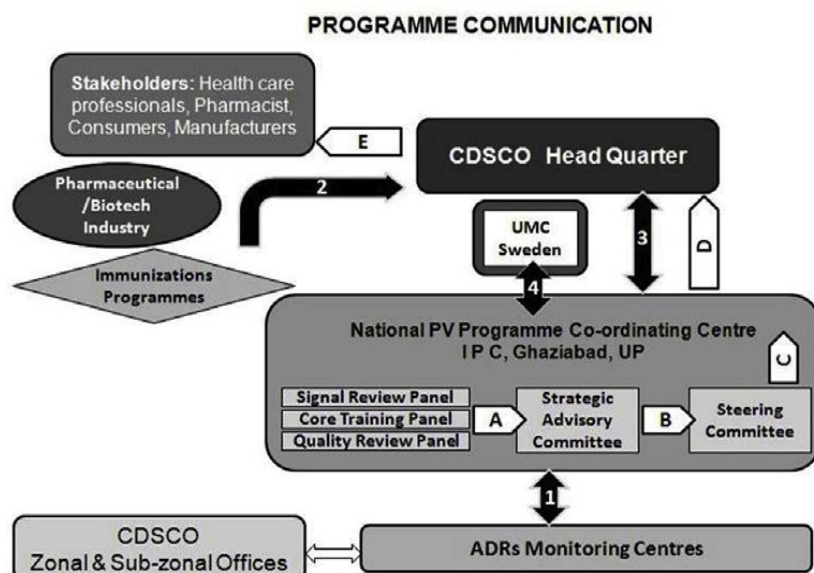 PROGRAMME COMMUNICATION
Stakeholders: Health care
professionals, Pharmacist,
Consumers, Manufacturers
E
CDSCO Head Quarter
Pharmaceutical
/Biotech
Industry
2
UMC
Sweden
3
D
Immunizations
Programmes
4
National PV Programme Co-ordinating Centre
I P C, Ghaziabad, UP
C
Signal Review Panel
Core Training Panel
Quality Review Panel
A
Strategic
Advisory
Committee
B
Steering
Committee
1
CDSCO
Zonal & Sub-zonal Offices
ADRs Monitoring Centres